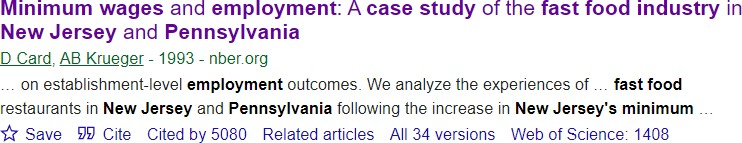 Minimum wages and employment: A case study of the fast food industry in
New Jersey and Pennsylvania
D Card, AB Krueger - 1993 - nber.org
… on establishment-level employment outcomes. We analyze the experiences of … fast food
restaurants in New Jersey and Pennsylvania following the increase in New Jersey's minimum …
Save Cite Cited by 5080 Related articles All 34 versions Web of Science: 1408